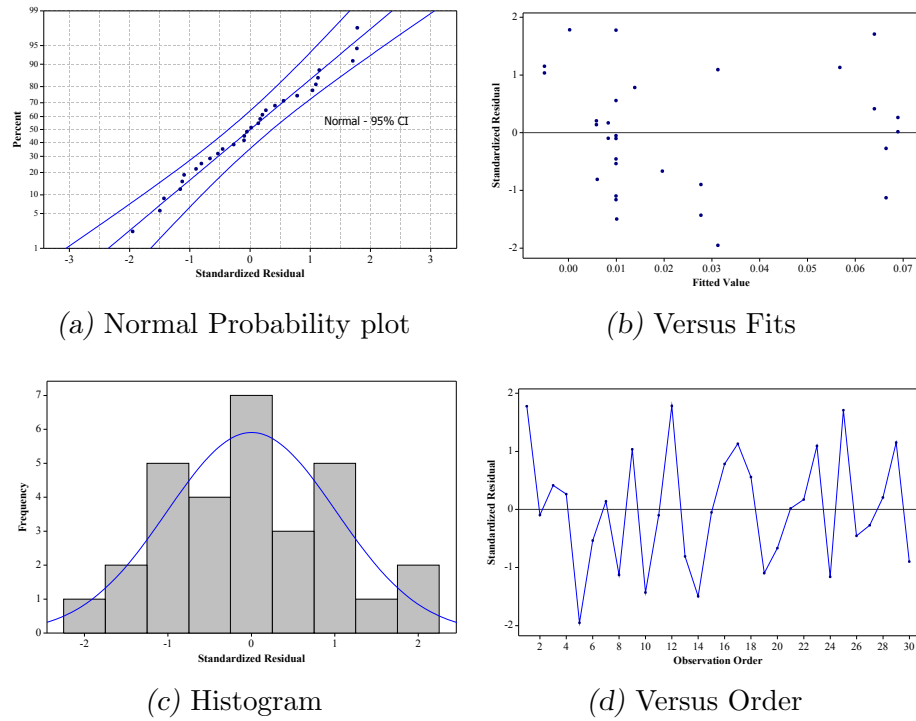 99
95
90
80
70
60
50
40
30
20
10
5
1
Percent
Normal - 95% CI
-3 -2 -1 0 1 2 3
Standardized Residual
(a) Normal Probability plot
2
1
0
-1
-2
Standardized Residual
0.00 0.01 0.02 0.03 0.04 0.05 0.06 0.07
Fitted Value
(b) Versus Fits
7
6
5
4
3
2
1
0
Frequency
-2 -1 0 1 2
Standardized Residual
(c) Histogram
2
1
0
-1
-2
Standardized Residual
2 4 6 8 10 12 14 16 18 20 22 24 26 28 30
Observation Order
(d) Versus Order